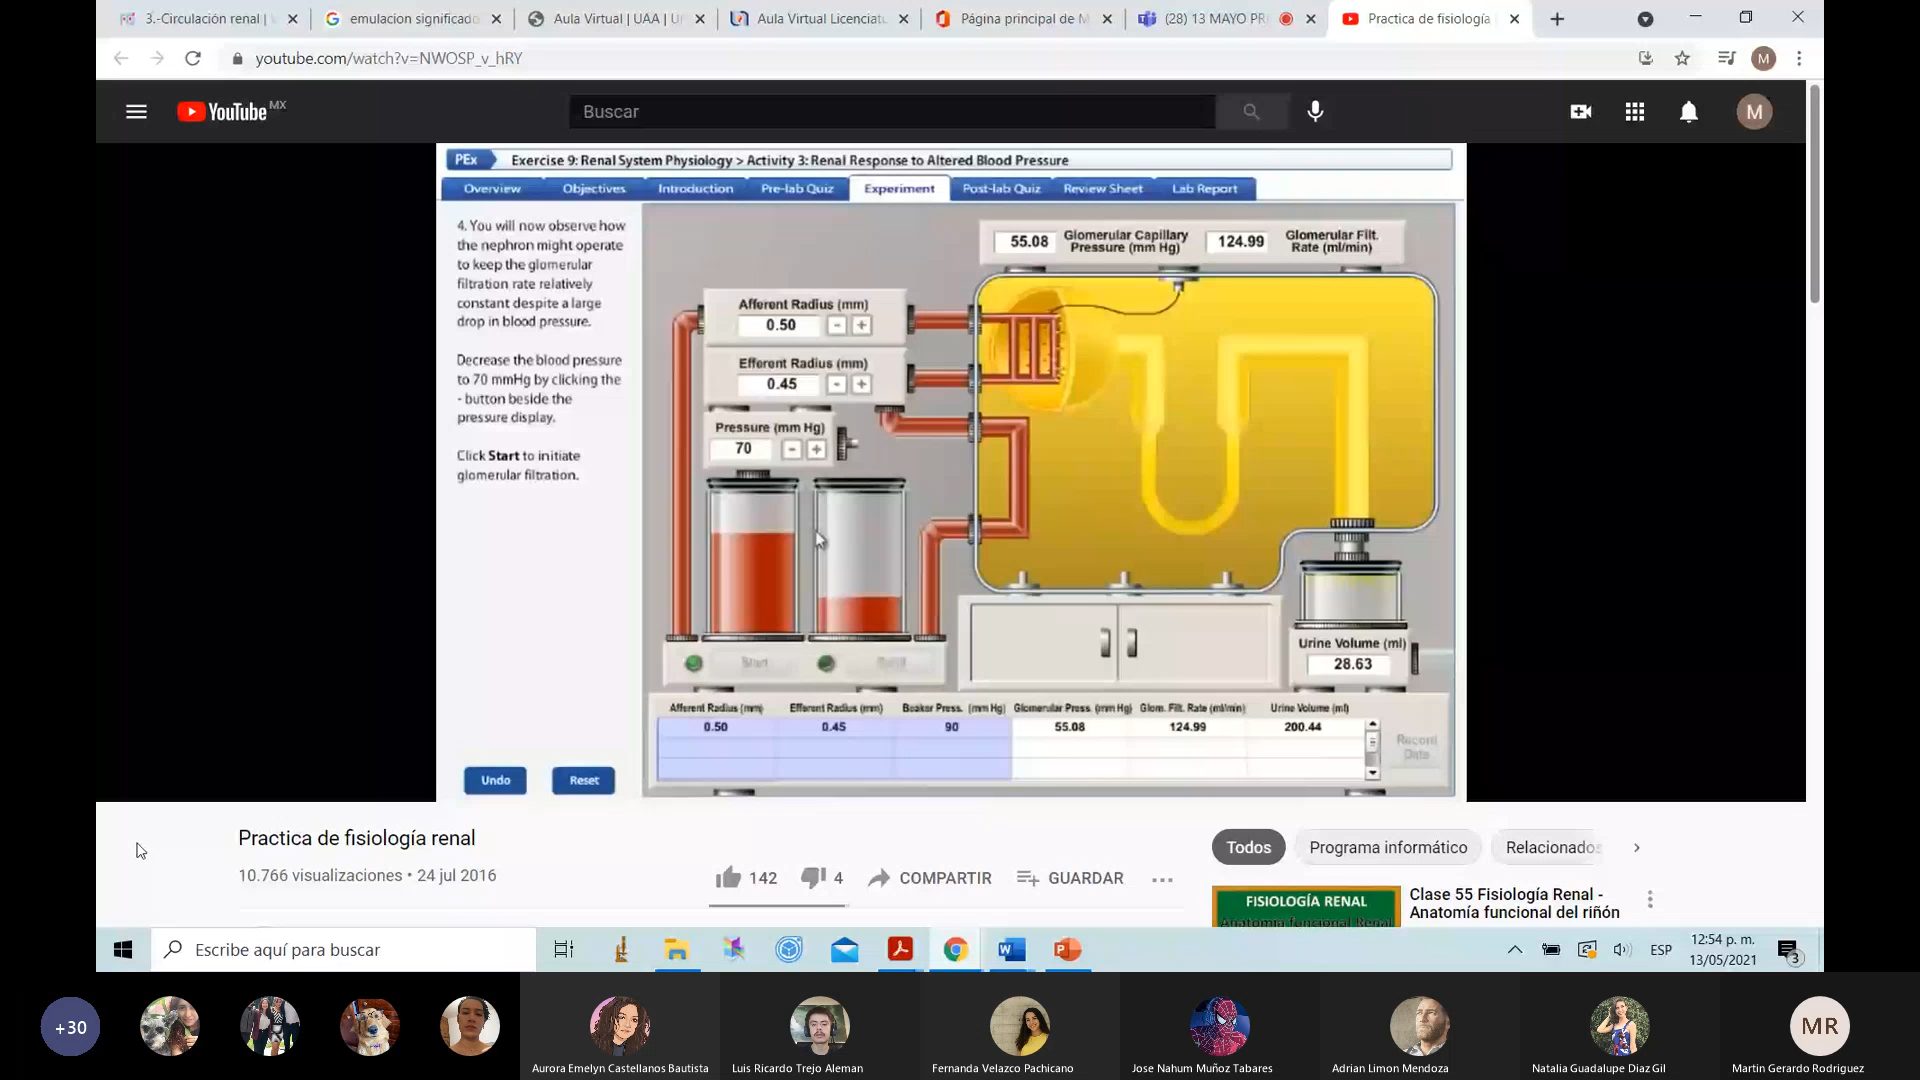 3.-Circulación renal |
emulacion significado
Aula Virtual | UAA | U
Aula Virtual Licenciat
Página principal de M
(28) 13 MAYO PR
Practica de fisiología
youtube.com/watch?v=NWOSP_v_hRY
M
YouTube MX
Buscar
M
PEx
Exercise 9: Renal System Physiology > Activity 3: Renal Response to Altered Blood Pressure
Overview
Objectives
Introduction
Pre-lab Quiz
Experiment
Post-lab Quiz
Review Sheet
Lab Report
4. You will now observe how
the nephron might operate
to keep the glomerular
filtration rate relatively
constant despite a large
drop in blood pressure.
Decrease the blood pressure
to 70 mmHg by clicking the
- button beside the
pressure display.
Click Start to initiate
glomerular filtration.
55.08
Glomerular Capillary
Pressure (mm Hg)
124.99
Glomerular Filt.
Rate (ml/min)
Afferent Radius (mm)
0.50 - +
Efferent Radius (mm)
0.45 - +
Pressure (mm Hg)
70 - +
Start
Refill
Urine Volume (ml)
28.63
Afferent Radius (mm) Efferent Radius (mm) Beaker Press. (mm Hg) Glomerular Press. (mm Hg) Glom. Filt. Rate (ml/min) Urine Volume (ml)
0.50 0.45 90 55.08 124.99 200.44
Record
Data
Undo
Reset
Practica de fisiología renal
10.766 visualizaciones • 24 jul 2016
142
4
COMPARTIR
GUARDAR
...
Todos
Programa informático
Relacionados
FISIOLOGÍA RENAL
Anatomía funcional Renal
Clase 55 Fisiología Renal -
Anatomía funcional del riñón
Escribe aquí para buscar
ESP
12:54 p. m.
13/05/2021
3
+30
Aurora Emelyn Castellanos Bautista
Luis Ricardo Trejo Aleman
Fernanda Velazco Pachicano
Jose Nahum Muñoz Tabares
Adrian Limon Mendoza
Natalia Guadalupe Diaz Gil
MR
Martin Gerardo Rodriguez